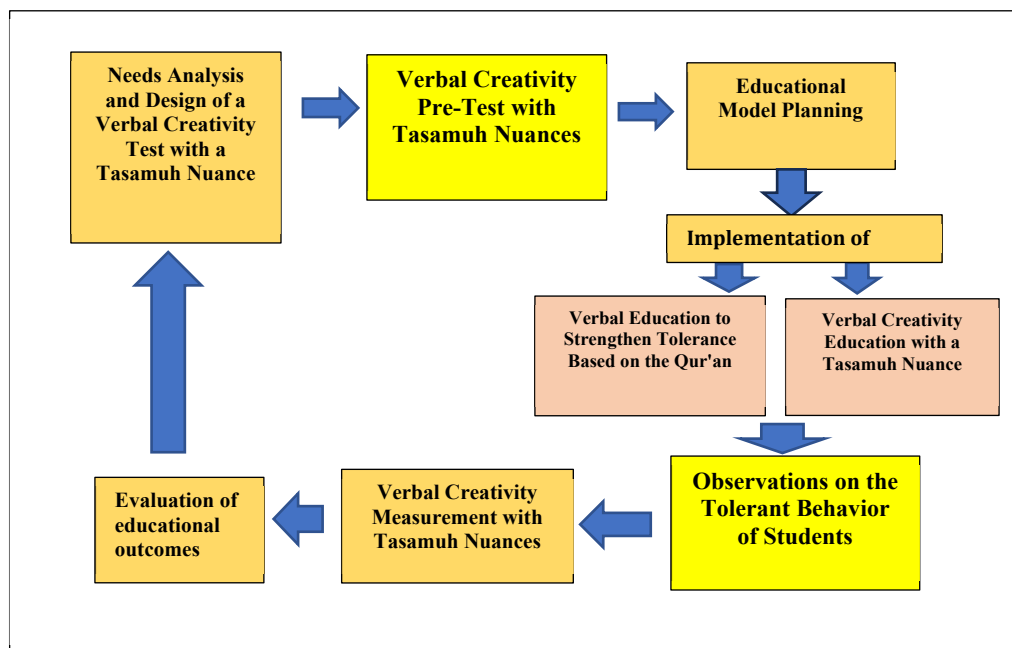 Needs Analysis
and Design of a
Verbal Creativity
Test with a
Tasamuh Nuance
Verbal Creativity
Pre-Test with
Tasamuh Nuances
Educational
Model Planning
Implementation of
Verbal Education to
Strengthen Tolerance
Based on the Qur'an
Verbal Creativity
Education with a
Tasamuh Nuance
Observations on the
Tolerant Behavior
of Students
Verbal Creativity
Measurement with
Tasamuh Nuances
Evaluation of
educational
outcomes